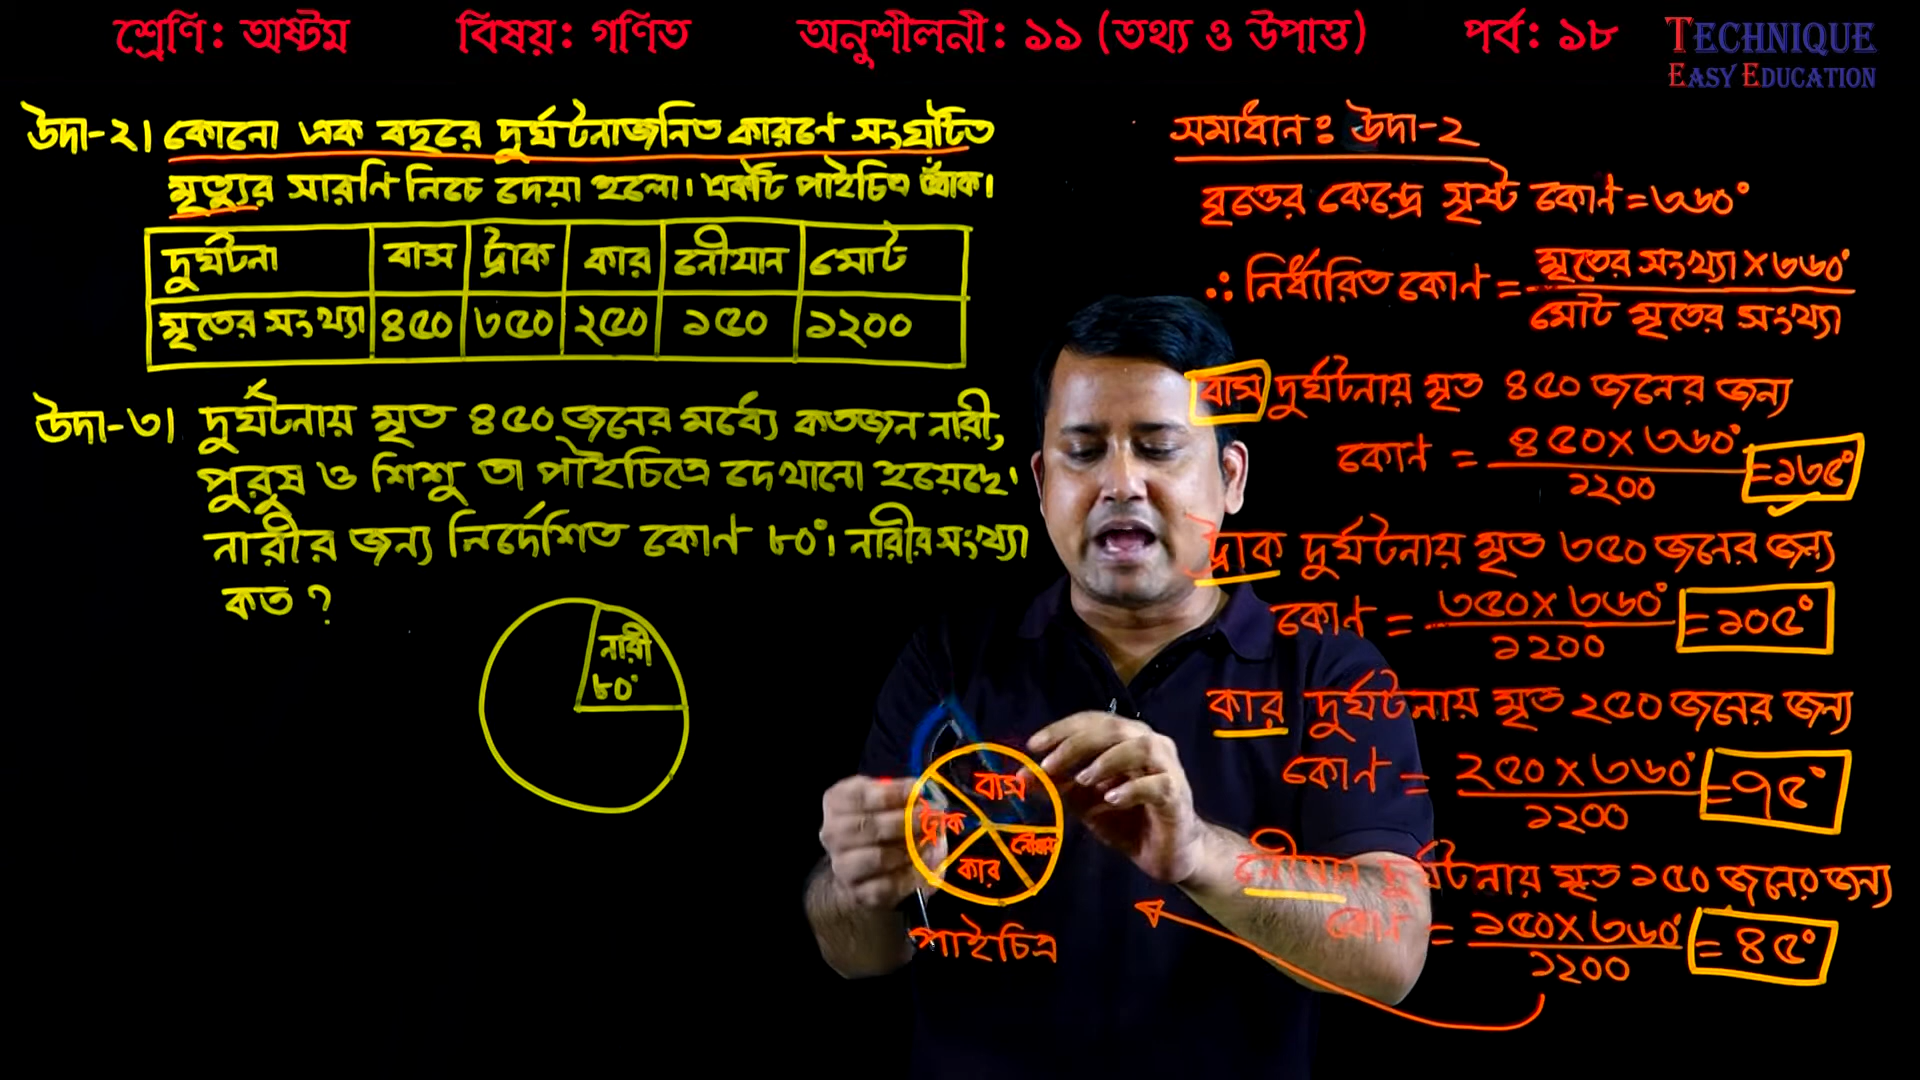 শ্রেণি: অষ্টম বিষয়: গণিত অনুশীলনী: ১১ (তথ্য ও উপাত্ত) পর্ব: ১৮
TECHNIQUE
EASY EDUCATION
উদা-২। কোনো এক বছরে দুর্ঘটনাজনিত কারণে সংঘটিত
মৃত্যুর সারণি নিচে দেয়া হলো। একটি পাইচিত্র আঁক।
দুর্ঘটনা বাস ট্রাক কার নৌযান মোট
মৃতের সংখ্যা ৪৫০ ৩৫০ ২৫০ ১৫০ ১২০০
উদা-৩। দুর্ঘটনায় মৃত ৪৫০ জনের মধ্যে কতজন নারী,
পুরুষ ও শিশু তা পাইচিত্রে দেখানো হয়েছে।
নারীর জন্য নির্দেশিত কোণ ৮০°। নারীর সংখ্যা
কত ?
নারী
৮০°
সমাধান: উদা-২
বৃত্তের কেন্দ্রে সৃষ্ট কোণ = ৩৬০°
∴ নির্ধারিত কোণ = মৃতের সংখ্যা X ৩৬০°
মোট মৃতের সংখ্যা
বাস দুর্ঘটনায় মৃত ৪৫০ জনের জন্য
কোণ = ৪৫০ X ৩৬০° = ১৩৫°
১২০০
ট্রাক দুর্ঘটনায় মৃত ৩৫০ জনের জন্য
কোণ = ৩৫০ X ৩৬০° = ১০৫°
১২০০
কার দুর্ঘটনায় মৃত ২৫০ জনের জন্য
কোণ = ২৫০ X ৩৬০° = ৭৫°
১২০০
নৌযান দুর্ঘটনায় মৃত ১৫০ জনের জন্য
কোণ = ১৫০ X ৩৬০° = ৪৫°
১২০০
বাস
ট্রাক
নৌযান
কার
পাইচিত্র